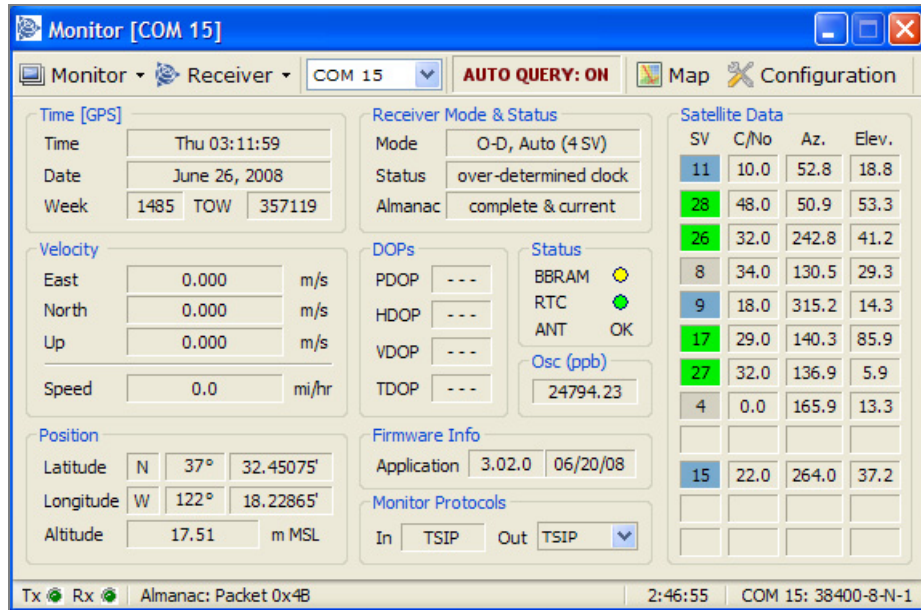 Monitor [COM 15]
Monitor Receiver COM 15 AUTO QUERY: ON Map Configuration
Time [GPS]
Time Thu 03:11:59
Date June 26, 2008
Week 1485 TOW 357119
Velocity
East 0.000 m/s
North 0.000 m/s
Up 0.000 m/s
Speed 0.0 mi/hr
Position
Latitude N 37° 32.45075'
Longitude W 122° 18.22865'
Altitude 17.51 m MSL
Receiver Mode & Status
Mode O-D, Auto (4 SV)
Status over-determined clock
Almanac complete & current
DOPs
PDOP ---
HDOP ---
VDOP ---
TDOP ---
Status
BBRAM
RTC
ANT OK
Osc (ppb)
24794.23
Firmware Info
Application 3.02.0 06/20/08
Monitor Protocols
In TSIP Out TSIP
Satellite Data
SV C/No Az. Elev.
11 10.0 52.8 18.8
28 48.0 50.9 53.3
26 32.0 242.8 41.2
8 34.0 130.5 29.3
9 18.0 315.2 14.3
17 29.0 140.3 85.9
27 32.0 136.9 5.9
4 0.0 165.9 13.3
15 22.0 264.0 37.2
Tx Rx Almanac: Packet 0x4B 2:46:55 COM 15: 38400-8-N-1